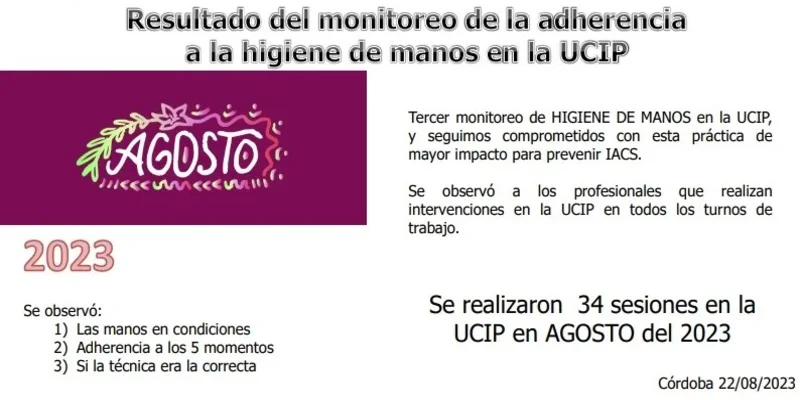 Resultado del monitoreo de la adherencia
a la higiene de manos en la UCIP
AGOSTO
2023
Se observó:
1) Las manos en condiciones
2) Adherencia a los 5 momentos
3) Si la técnica era la correcta
Tercer monitoreo de HIGIENE DE MANOS en la UCIP,
y seguimos comprometidos con esta práctica de
mayor impacto para prevenir IACS.
Se observó a los profesionales que realizan
intervenciones en la UCIP en todos los turnos de
trabajo.
Se realizaron 34 sesiones en la
UCIP en AGOSTO del 2023
Córdoba 22/08/2023